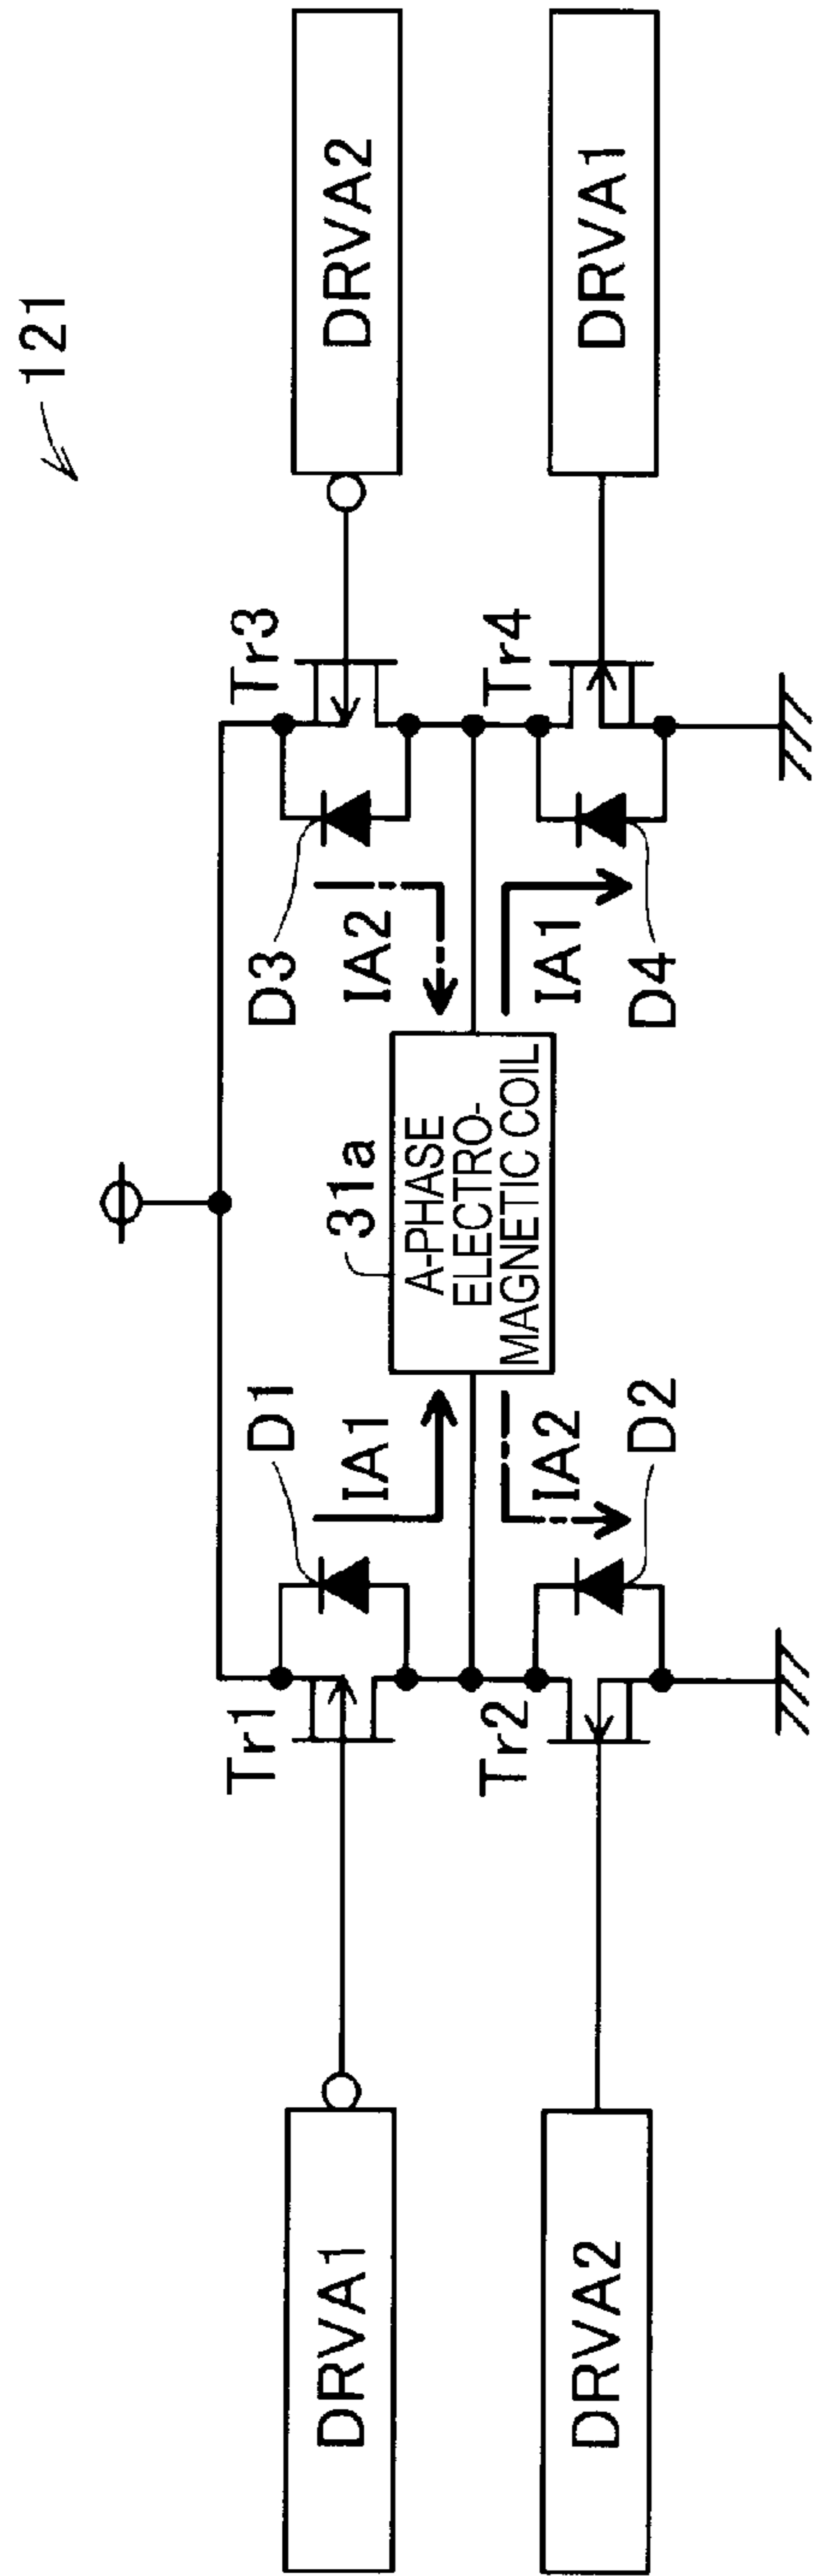 121
Tr1
D1
D3
Tr3
DRVA1
IA1
31a
IA2
DRVA2
A-PHASE
ELECTRO-
MAGNETIC COIL
Tr2
Tr4
DRVA2
IA2
IA1
DRVA1
D2
D4